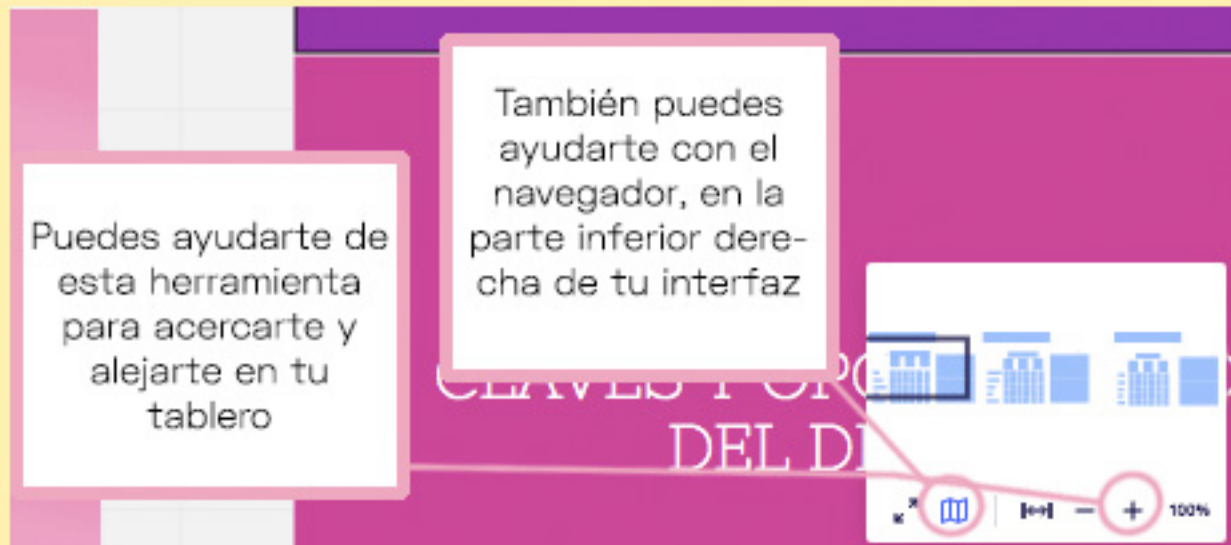 Puedes ayudarte de
esta herramienta
para acercarte y
alejarte en tu
tablero
También puedes
ayudarte con el
navegador, en la
parte inferior dere-
cha de tu interfaz
CLAVES Y
DEL
100%